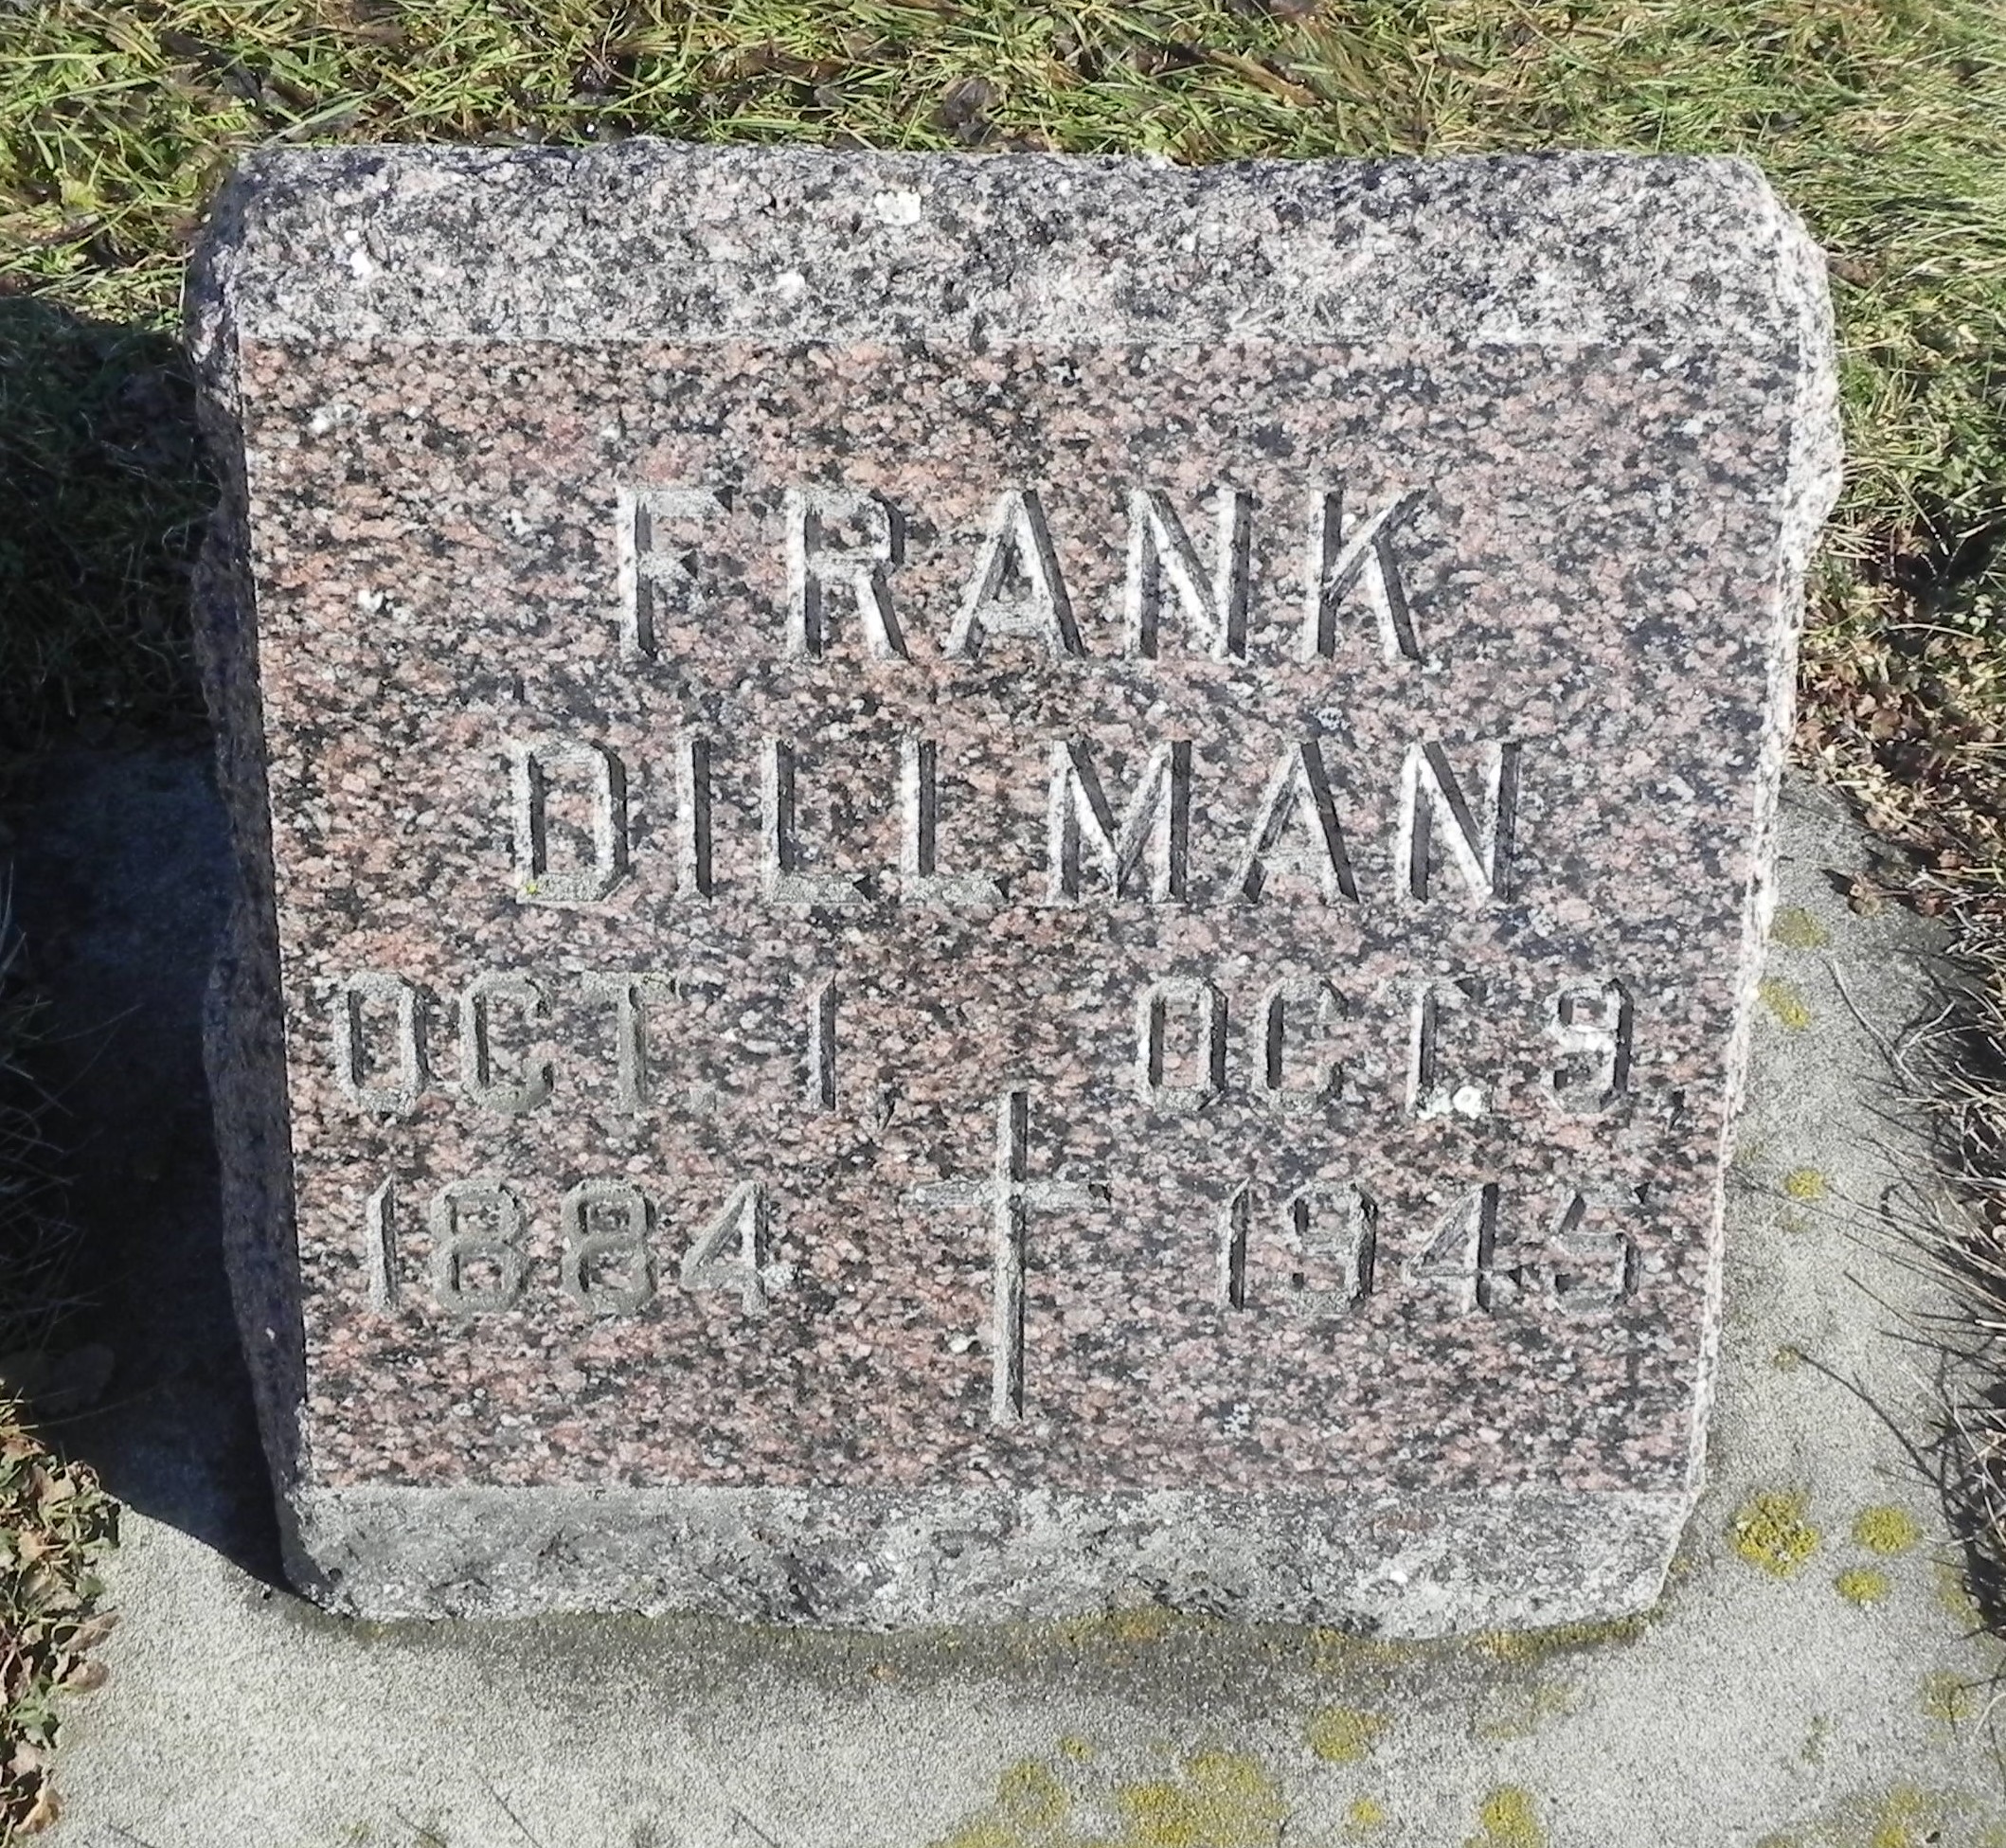 FRANK
DILLMAN
OCT. 1, OCT. 9,
1884 1945